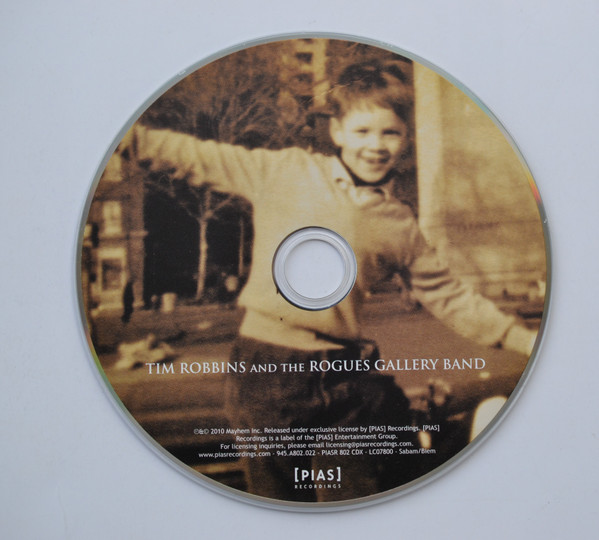 TIM ROBBINS AND THE ROGUES GALLERY BAND
℗&© 2010 Mayhem Inc. Released under exclusive license by [PIAS] Recordings. [PIAS]
Recordings is a label of the [PIAS] Entertainment Group.
For licensing inquiries, please email licensing@piasrecordings.com.
www.piasrecordings.com - 945.A802.022 - PIASR 802 CDX - LC07800 - Sabam/Biem
[PIAS]
RECORDINGS